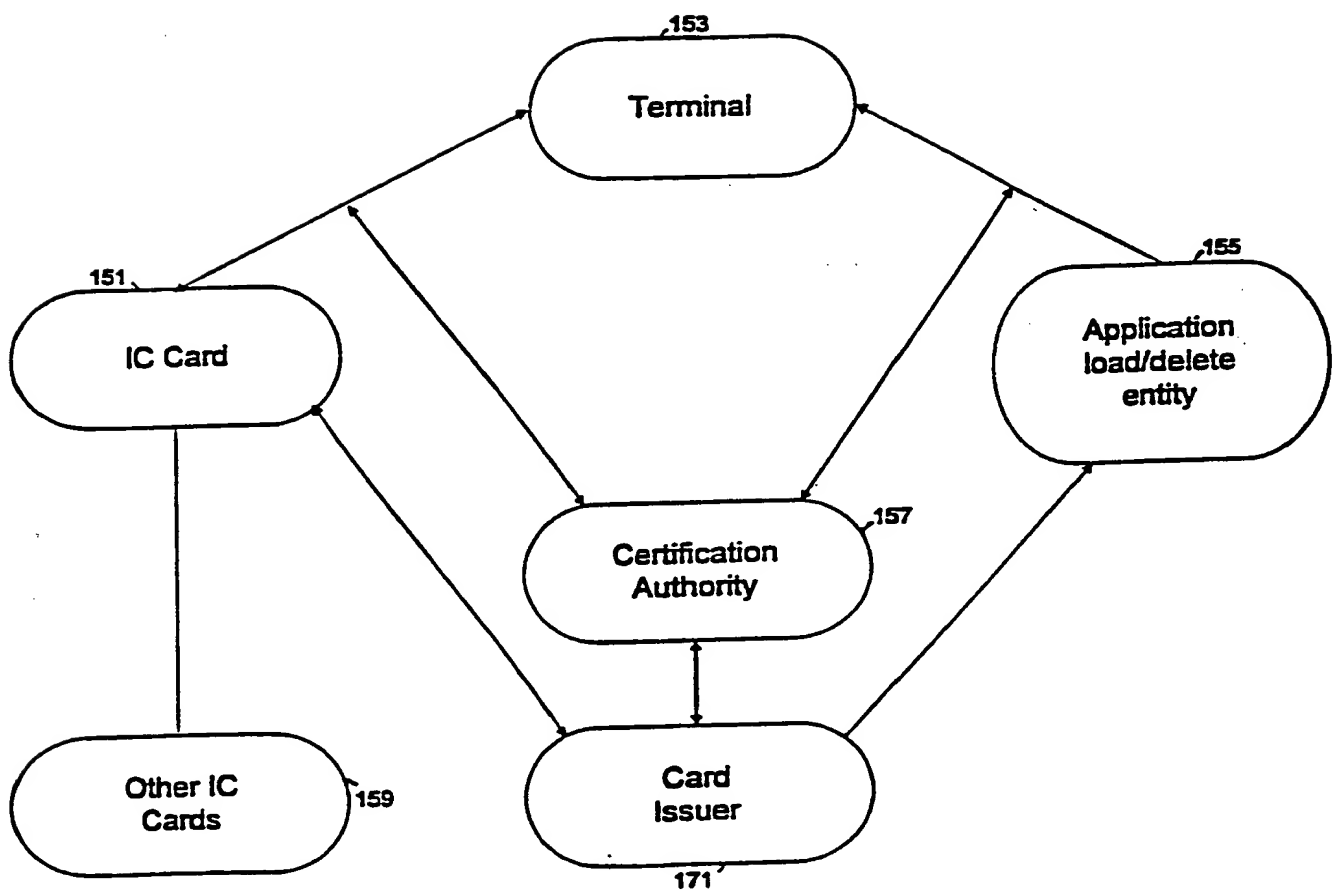 153
Terminal
151
IC Card
155
Application
load/delete
entity
157
Certification
Authority
Other IC
Cards
159
Card
Issuer
171